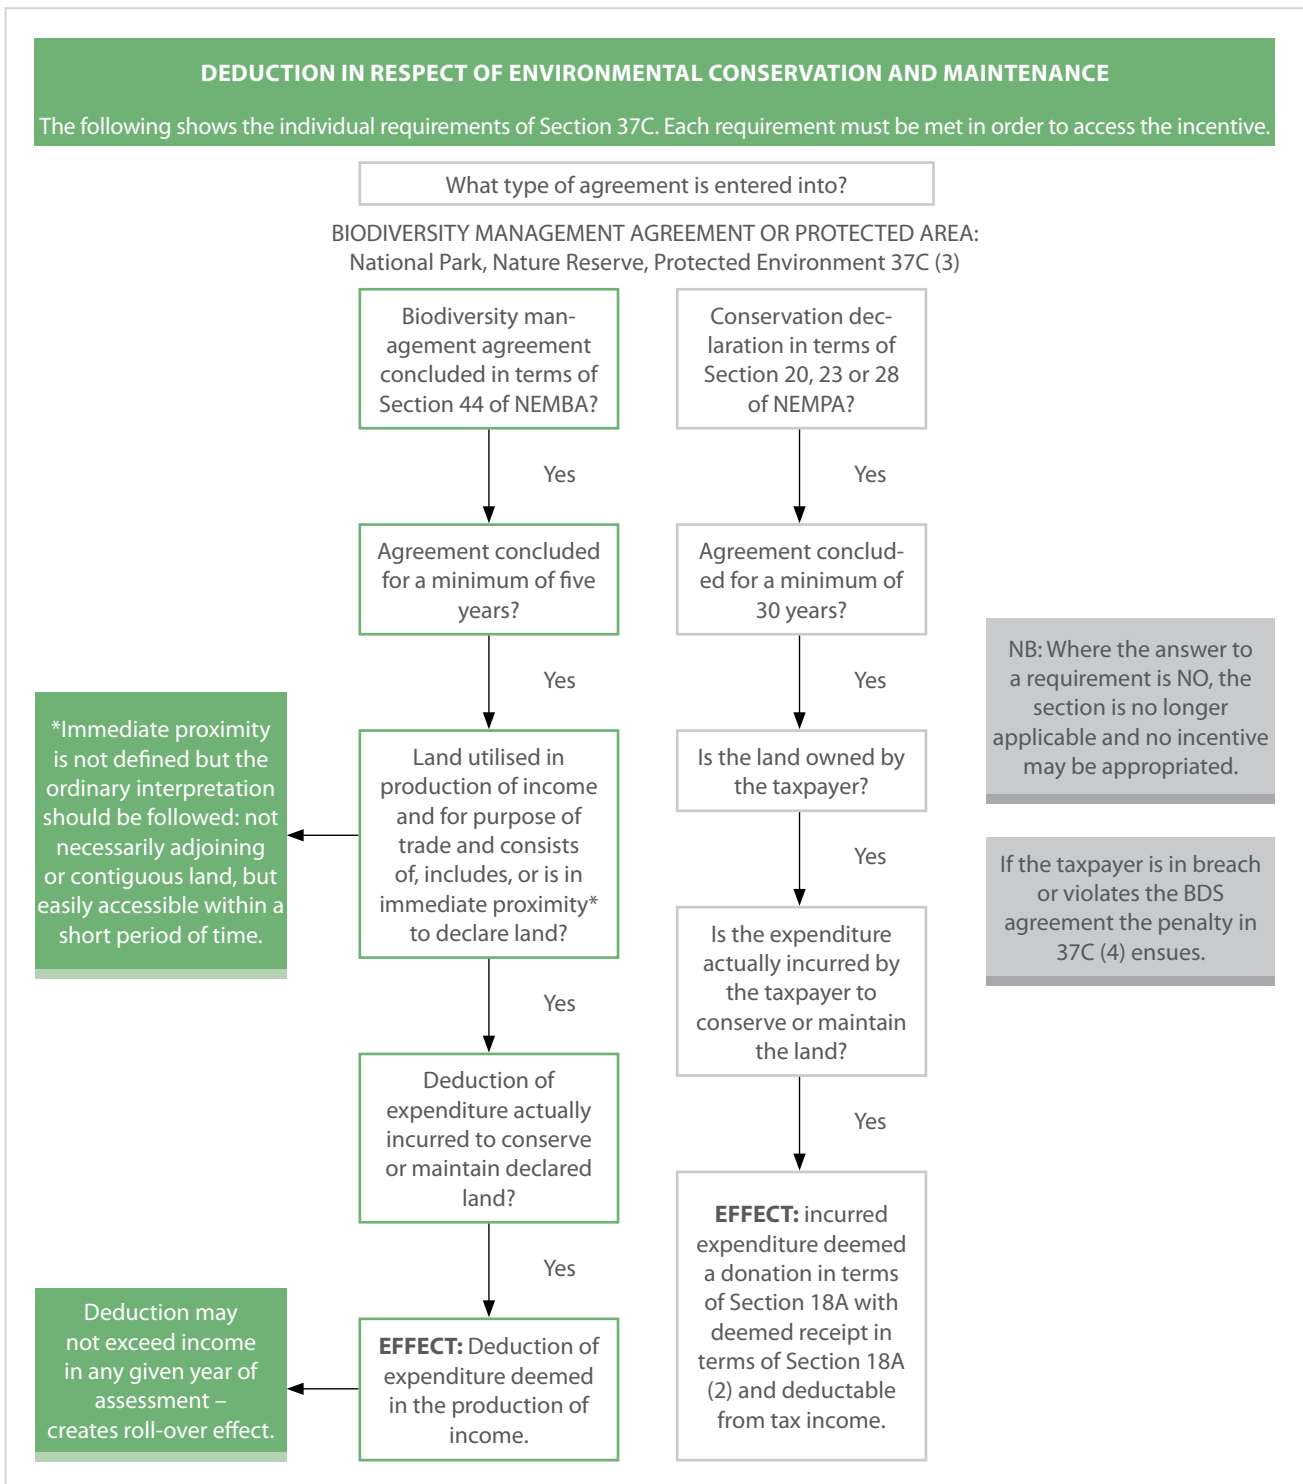 DEDUCTION IN RESPECT OF ENVIRONMENTAL CONSERVATION AND MAINTENANCE
The following shows the individual requirements of Section 37C. Each requirement must be met in order to access the incentive.
What type of agreement is entered into?
BIODIVERSITY MANAGEMENT AGREEMENT OR PROTECTED AREA:
National Park, Nature Reserve, Protected Environment 37C (3)
Biodiversity man-
agement agreement
concluded in terms of
Section 44 of NEMBA?
Yes
Agreement concluded
for a minimum of five
years?
Yes
Land utilised in
production of income
and for purpose of
trade and consists
of, includes, or is in
immediate proximity*
to declare land?
*Immediate proximity
is not defined but the
ordinary interpretation
should be followed: not
necessarily adjoining
or contiguous land, but
easily accessible within a
short period of time.
Yes
Deduction of
expenditure actually
incurred to conserve
or maintain declared
land?
Yes
EFFECT: Deduction of
expenditure deemed
in the production of
income.
Deduction may
not exceed income
in any given year of
assessment –
creates roll-over effect.
Conservation dec-
laration in terms of
Section 20, 23 or 28
of NEMPA?
Yes
Agreement conclud-
ed for a minimum of
30 years?
Yes
Is the land owned by
the taxpayer?
Yes
Is the expenditure
actually incurred by
the taxpayer to
conserve or maintain
the land?
Yes
EFFECT: incurred
expenditure deemed
a donation in terms
of Section 18A with
deemed receipt in
terms of Section 18A
(2) and deductable
from tax income.
NB: Where the answer to
a requirement is NO, the
section is no longer
applicable and no incentive
may be appropriated.
If the taxpayer is in breach
or violates the BDS
agreement the penalty in
37C (4) ensues.